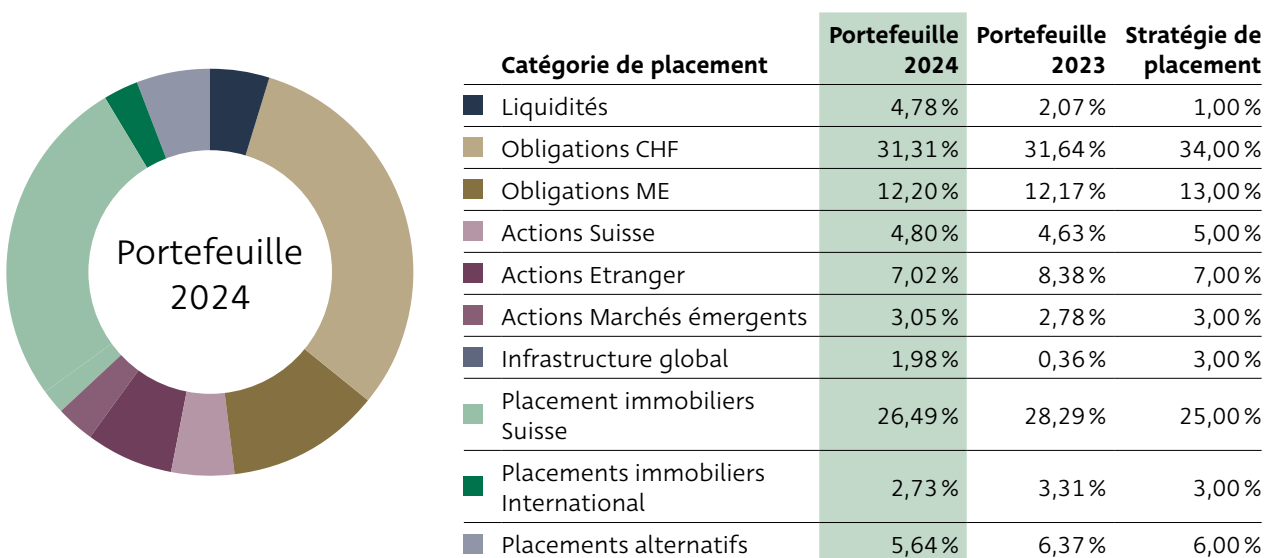 Portefeuille
2024
Portefeuille Portefeuille Stratégie de
Catégorie de placement 2024 2023 placement
Liquidités 4,78 % 2,07 % 1,00 %
Obligations CHF 31,31 % 31,64 % 34,00 %
Obligations ME 12,20 % 12,17 % 13,00 %
Actions Suisse 4,80 % 4,63 % 5,00 %
Actions Etranger 7,02 % 8,38 % 7,00 %
Actions Marchés émergents 3,05 % 2,78 % 3,00 %
Infrastructure global 1,98 % 0,36 % 3,00 %
Placement immobiliers
Suisse 26,49 % 28,29 % 25,00 %
Placements immobiliers
International 2,73 % 3,31 % 3,00 %
Placements alternatifs 5,64 % 6,37 % 6,00 %